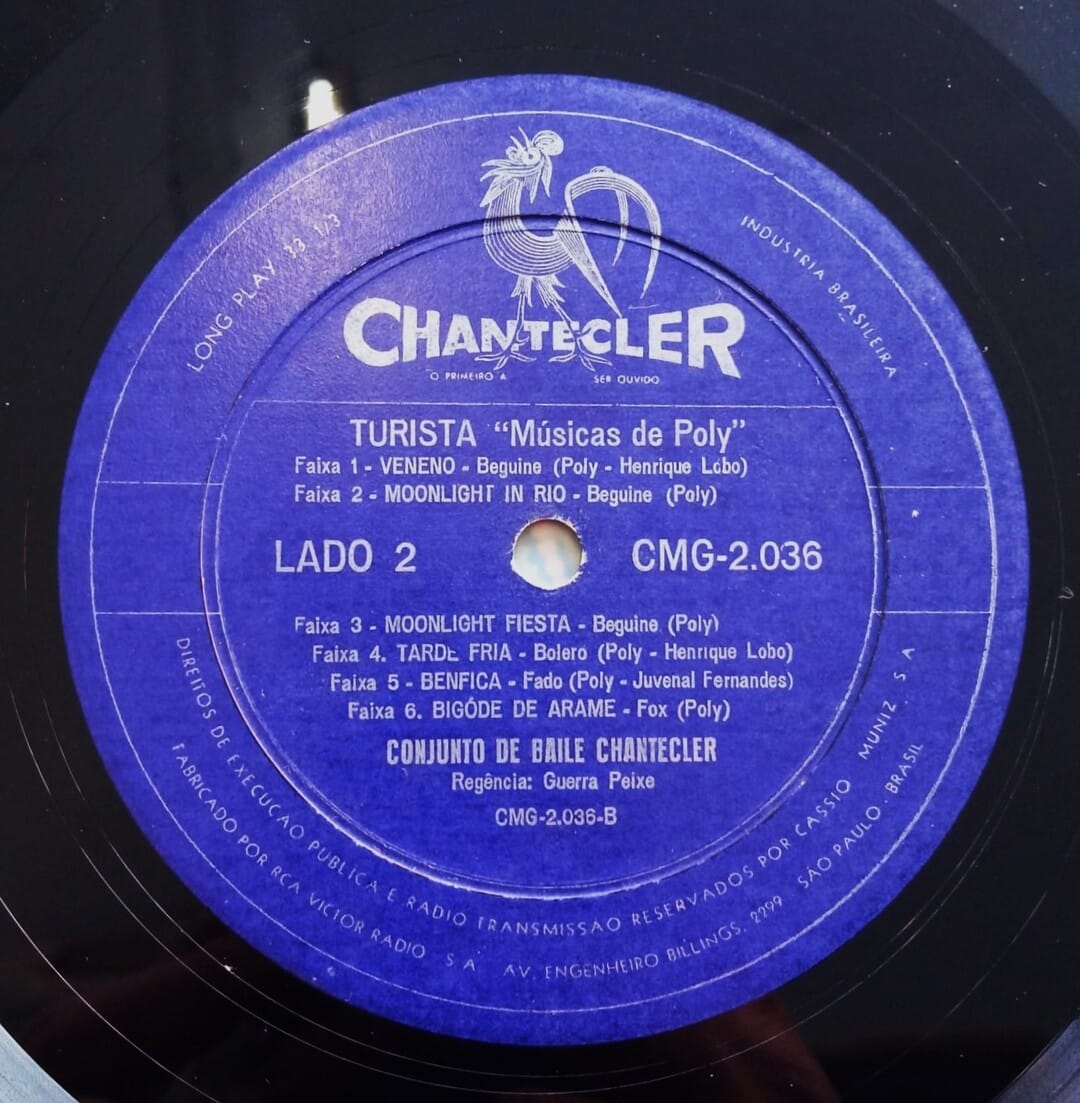 LONG PLAY 33 1/3
INDUSTRIA BRASILEIRA
CHANTECLER
O PRIMEIRO A SER OUVIDO
TURISTA “Músicas de Poly”
Faixa 1 - VENENO - Beguine (Poly - Henrique Lobo)
Faixa 2 - MOONLIGHT IN RIO - Beguine (Poly)
LADO 2
CMG-2.036
Faixa 3 - MOONLIGHT FIESTA - Beguine (Poly)
Faixa 4. TARDE FRIA - Bolero (Poly - Henrique Lobo)
Faixa 5 - BENFICA - Fado (Poly - Juvenal Fernandes)
Faixa 6. BIGÓDE DE ARAME - Fox (Poly)
CONJUNTO DE BAILE CHANTECLER
Regência: Guerra Peixe
CMG-2.036-B
DIREITOS DE EXECUÇAO PUBLICA E RADIO TRANSMISSAO RESERVADOS POR CASSIO MUNIZ, S. A
FABRICADO POR RCA VICTOR RADIO S A AV. ENGENHEIRO BILLINGS, 2299 SÃO PAULO - BRASIL